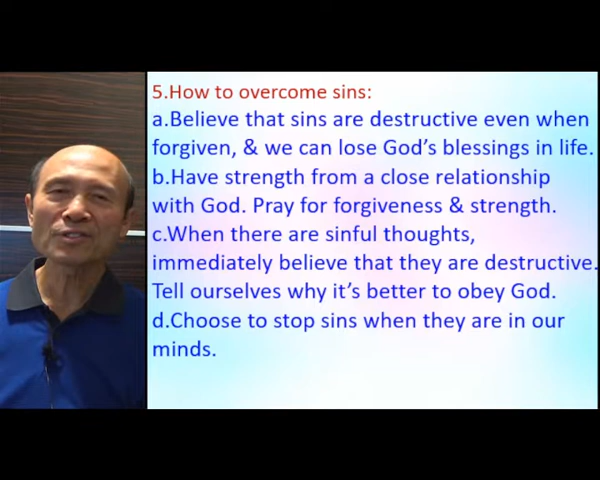 5.How to overcome sins:
a.Believe that sins are destructive even when
forgiven, & we can lose God’s blessings in life.
b.Have strength from a close relationship
with God. Pray for forgiveness & strength.
c.When there are sinful thoughts,
immediately believe that they are destructive.
Tell ourselves why it’s better to obey God.
d.Choose to stop sins when they are in our
minds.